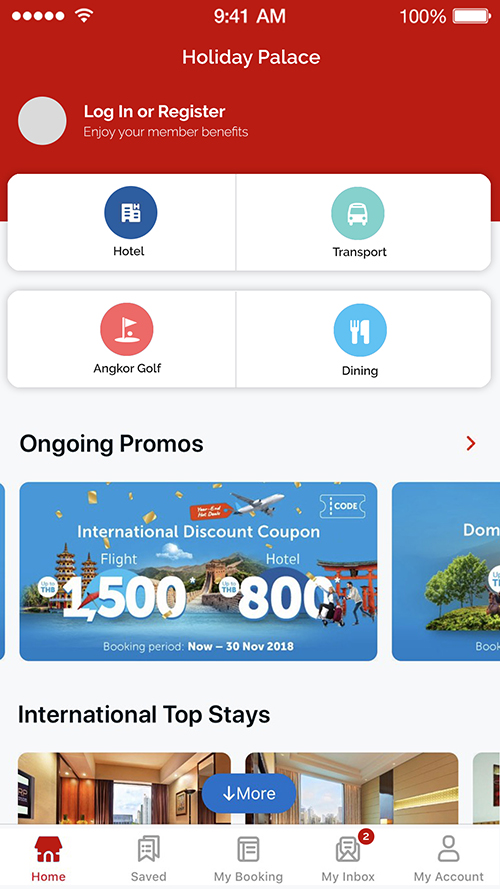 9:41 AM
100%
Holiday Palace
Log In or Register
Enjoy your member benefits
Hotel
Transport
Angkor Golf
Dining
Ongoing Promos
Year-End
Hot Deals
CODE
International Discount Coupon
Flight
Hotel
Up to
THB
1,500*
Up to
THB
800*
Booking period: Now – 30 Nov 2018
Dom
Up
TH
Book
International Top Stays
↓More
2
Home
Saved
My Booking
My Inbox
My Account